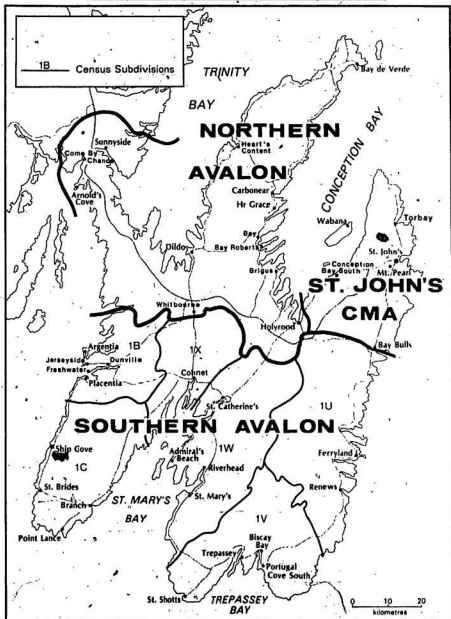 1B Census Subdivisions
TRINITY
BAY
Bay de Verde
NORTHERN
AVALON
Sunnyside
Come By
Chance
Heart's
Content
Arnold's
Cove
Carbonear
Hr Grace
CONCEPTION BAY
Wabana
Torbay
Bay
Bay Roberts
Dildo
St. John's
Conception
Bay South
Mt. Pearl
Brigus
ST. JOHN'S
CMA
Whitbourne
Holyrood
Bay Bulls
Argentia
1B
1X
Jerseyside
Dunville
Freshwater
Placentia
Colinet
St. Catherine's
1U
SOUTHERN AVALON
Ship Cove
Admiral's
Beach
1W
Ferryland
1C
Riverhead
St. Brides
ST. MARY'S
BAY
St. Mary's
Renews
Branch
1V
Point Lance
Biscay
Bay
Trepassey
Portugal
Cove South
St. Shotts
TREPASSEY
BAY
0 10 20
kilometres